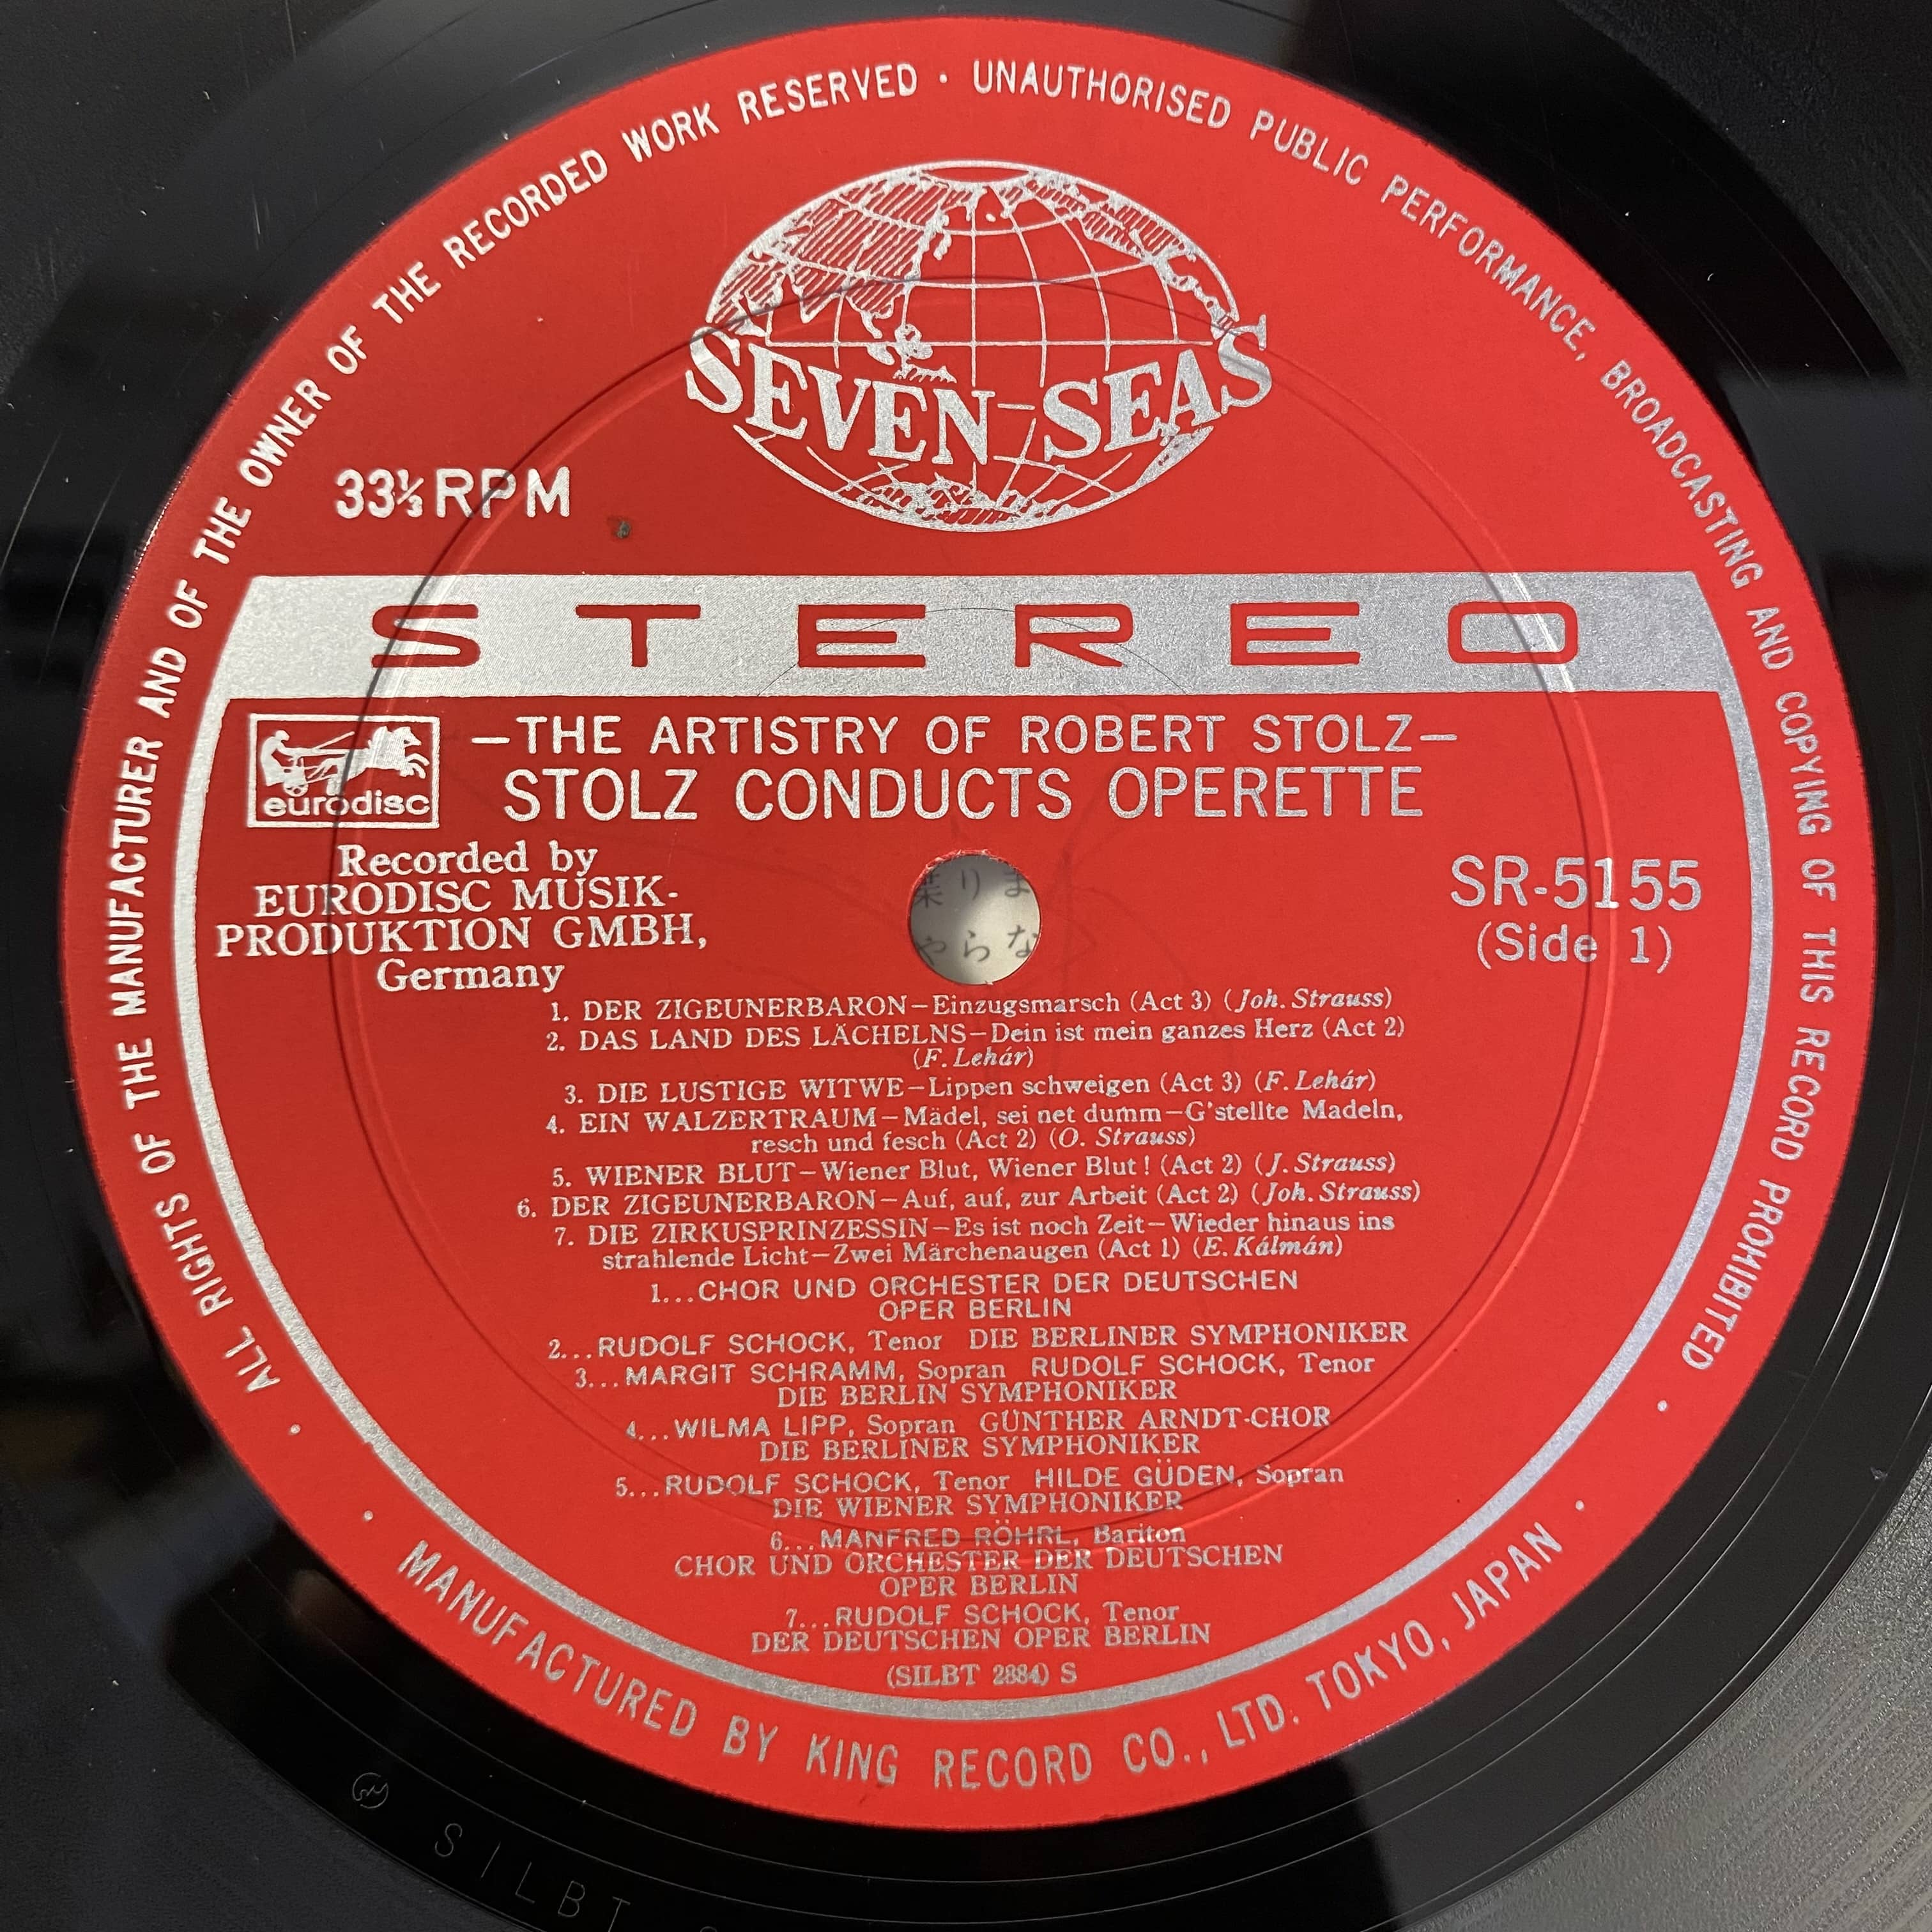 ALL RIGHTS OF THE MANUFACTURER AND OF THE OWNER OF THE RECORDED WORK RESERVED · UNAUTHORISED PUBLIC PERFORMANCE, BROADCASTING AND COPYING OF THIS RECORD PROHIBITED ·
SEVEN-SEAS
33⅓RPM
STEREO
eurodisc
—THE ARTISTRY OF ROBERT STOLZ—
STOLZ CONDUCTS OPERETTE
Recorded by
EURODISC MUSIK-
PRODUKTION GMBH,
Germany
SR-5155
(Side 1)
りま
やらな
1. DER ZIGEUNERBARON—Einzugsmarsch (Act 3) (Joh. Strauss)
2. DAS LAND DES LÄCHELNS—Dein ist mein ganzes Herz (Act 2)
(F. Lehár)
3. DIE LUSTIGE WITWE—Lippen schweigen (Act 3) (F. Lehár)
4. EIN WALZERTRAUM—Mädel, sei net dumm—G'stellte Madeln,
resch und fesch (Act 2) (O. Strauss)
5. WIENER BLUT—Wiener Blut, Wiener Blut! (Act 2) (J. Strauss)
6. DER ZIGEUNERBARON—Auf, auf, zur Arbeit (Act 2) (Joh. Strauss)
7. DIE ZIRKUSPRINZESSIN—Es ist noch Zeit—Wieder hinaus ins
strahlende Licht—Zwei Märchenaugen (Act 1) (E. Kálmán)
1...CHOR UND ORCHESTER DER DEUTSCHEN
OPER BERLIN
2...RUDOLF SCHOCK, Tenor DIE BERLINER SYMPHONIKER
3...MARGIT SCHRAMM, Sopran RUDOLF SCHOCK, Tenor
DIE BERLIN SYMPHONIKER
4...WILMA LIPP, Sopran GÜNTHER ARNDT-CHOR
DIE BERLINER SYMPHONIKER
5...RUDOLF SCHOCK, Tenor HILDE GÜDEN, Sopran
DIE WIENER SYMPHONIKER
6...MANFRED RÖHRL, Bariton
CHOR UND ORCHESTER DER DEUTSCHEN
OPER BERLIN
7...RUDOLF SCHOCK, Tenor
DER DEUTSCHEN OPER BERLIN
(SILBT 2884) S
· MANUFACTURED BY KING RECORD CO., LTD. TOKYO, JAPAN ·
SILBT